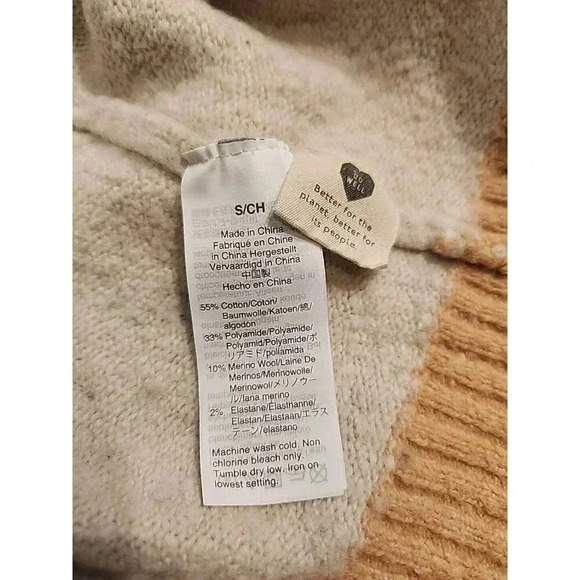 S/CH
Made in China
Fabriqué en Chine
in China Hergestellt
Vervaardigd in China
中国製
Hecho en China
55% Cotton/Coton/
Baumwolle/Katoen/綿/
algodon
33% Polyamide/Polyamide/
Polyamid/Polyamide/ポ
リアミド/poliamida
10% Merino Wool/Laine De
Merinos/Merinowolle/
Merinowol/メリノウー
ル/lana merino
2% Elastane/Elasthanne/
Elastan/Elastaan/エラス
テーン/elastano
Machine wash cold. Non
chlorine bleach only.
Tumble dry low. Iron on
lowest setting.
DO
WELL
Better for the
planet, better for
its people.